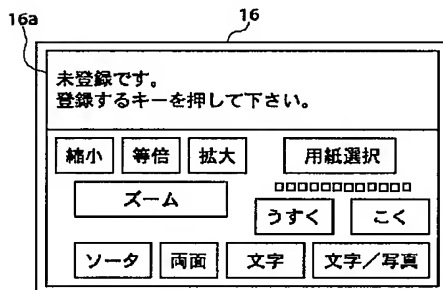 16a
16
未登録です。
登録するキーを押して下さい。
縮小 等倍 拡大 用紙選択
ズーム
うすく こく
ソータ 両面 文字 文字／写真